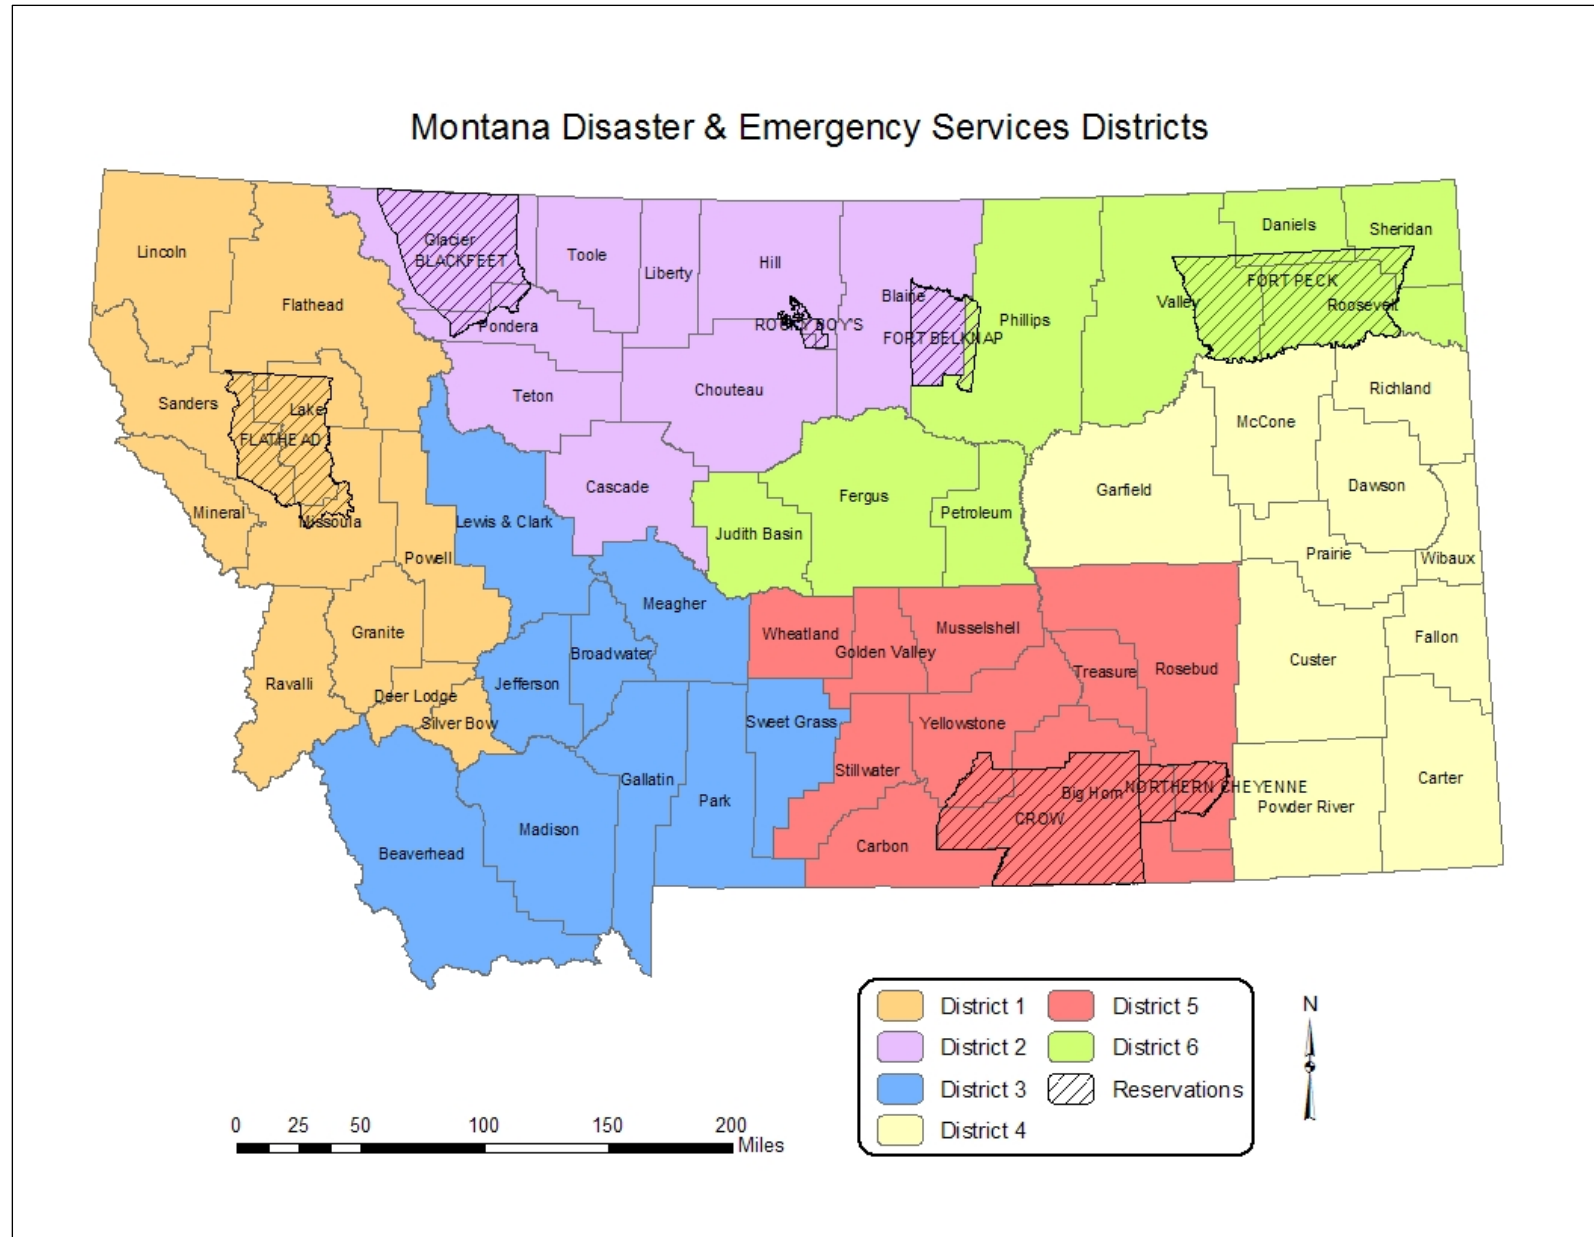 Montana Disaster & Emergency Services Districts
Lincoln
Flathead
Glacier
BLACKFEET
Toole
Liberty
Hill
Blaine
Phillips
Valley
Daniels
Sheridan
FORT PECK
Roosevelt
Pondera
ROCKY BOY'S
FORT BELKNAP
Sanders
Lake
FLATHEAD
Teton
Chouteau
McCone
Richland
Mineral
Missoula
Powell
Lewis & Clark
Cascade
Judith Basin
Fergus
Petroleum
Garfield
Dawson
Prairie
Wibaux
Granite
Ravalli
Deer Lodge
Silver Bow
Jefferson
Broadwater
Meagher
Wheatland
Golden Valley
Musselshell
Treasure
Rosebud
Custer
Fallon
Sweet Grass
Yellowstone
Stillwater
Gallatin
Park
Big Horn
NORTHERN CHEYENNE
CROW
Powder River
Carter
Beaverhead
Madison
Carbon
District 1
District 2
District 3
District 4
District 5
District 6
Reservations
N
0 25 50 100 150 200
Miles